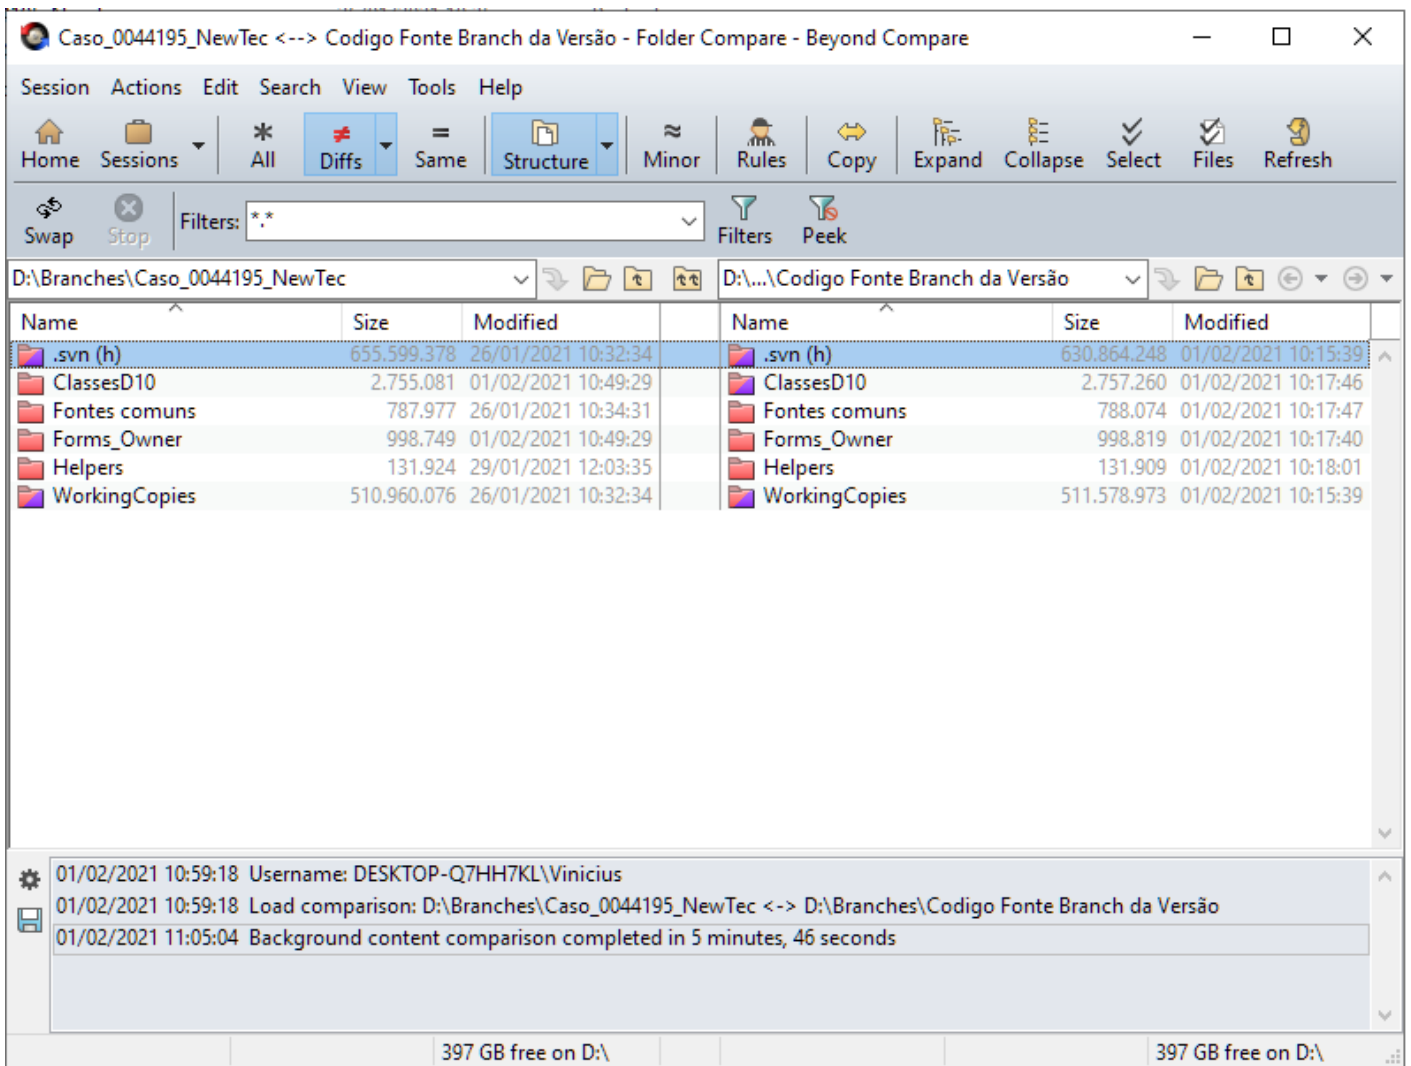 Caso_0044195_NewTec <--> Codigo Fonte Branch da Versão - Folder Compare - Beyond Compare
Session Actions Edit Search View Tools Help
Home Sessions All Diffs Same Structure Minor Rules Copy Expand Collapse Select Files Refresh
Swap Stop Filters: *.* Filters Peek
D:\Branches\Caso_0044195_NewTec D:\...\Codigo Fonte Branch da Versão
Name Size Modified Name Size Modified
.svn (h) 655.599.378 26/01/2021 10:32:34 .svn (h) 630.864.248 01/02/2021 10:15:39
ClassesD10 2.755.081 01/02/2021 10:49:29 ClassesD10 2.757.260 01/02/2021 10:17:46
Fontes comuns 787.977 26/01/2021 10:34:31 Fontes comuns 788.074 01/02/2021 10:17:47
Forms_Owner 998.749 01/02/2021 10:49:29 Forms_Owner 998.819 01/02/2021 10:17:40
Helpers 131.924 29/01/2021 12:03:35 Helpers 131.909 01/02/2021 10:18:01
WorkingCopies 510.960.076 26/01/2021 10:32:34 WorkingCopies 511.578.973 01/02/2021 10:15:39
01/02/2021 10:59:18 Username: DESKTOP-Q7HH7KL\Vinicius
01/02/2021 10:59:18 Load comparison: D:\Branches\Caso_0044195_NewTec <-> D:\Branches\Codigo Fonte Branch da Versão
01/02/2021 11:05:04 Background content comparison completed in 5 minutes, 46 seconds
397 GB free on D:\ 397 GB free on D:\